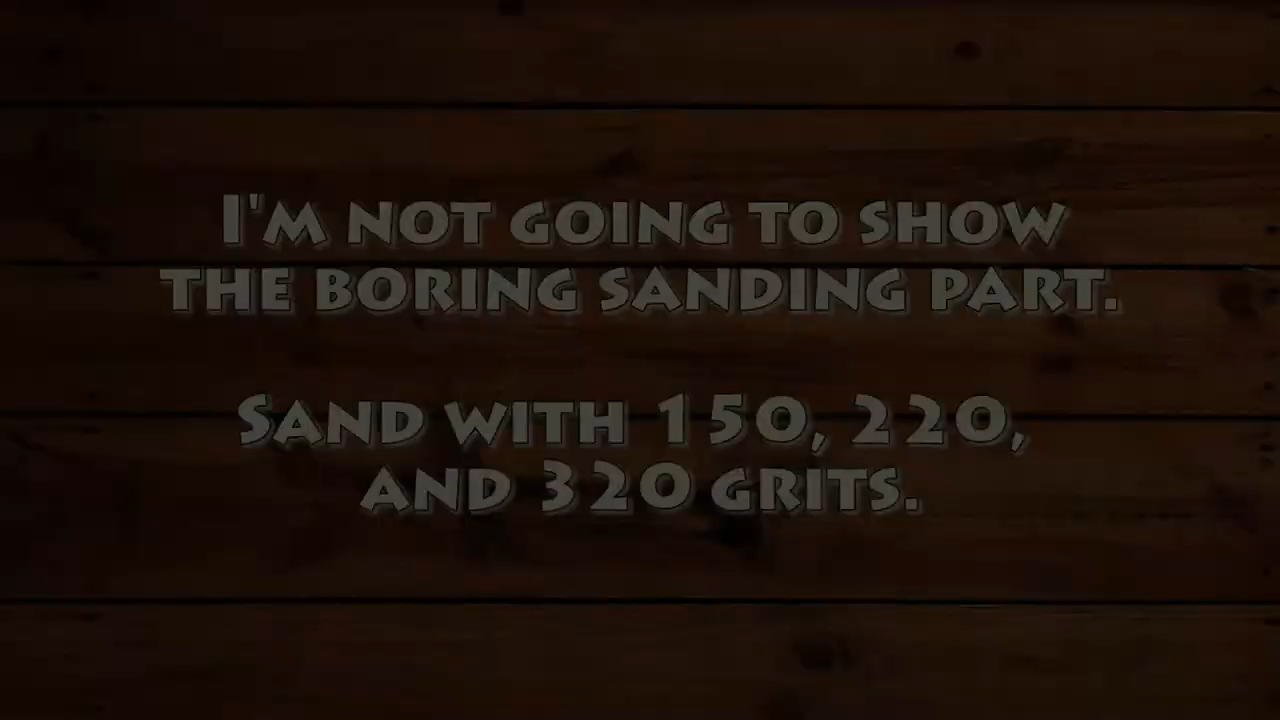 I'm not going to show
the boring sanding part.
Sand with 150, 220,
and 320 grits.